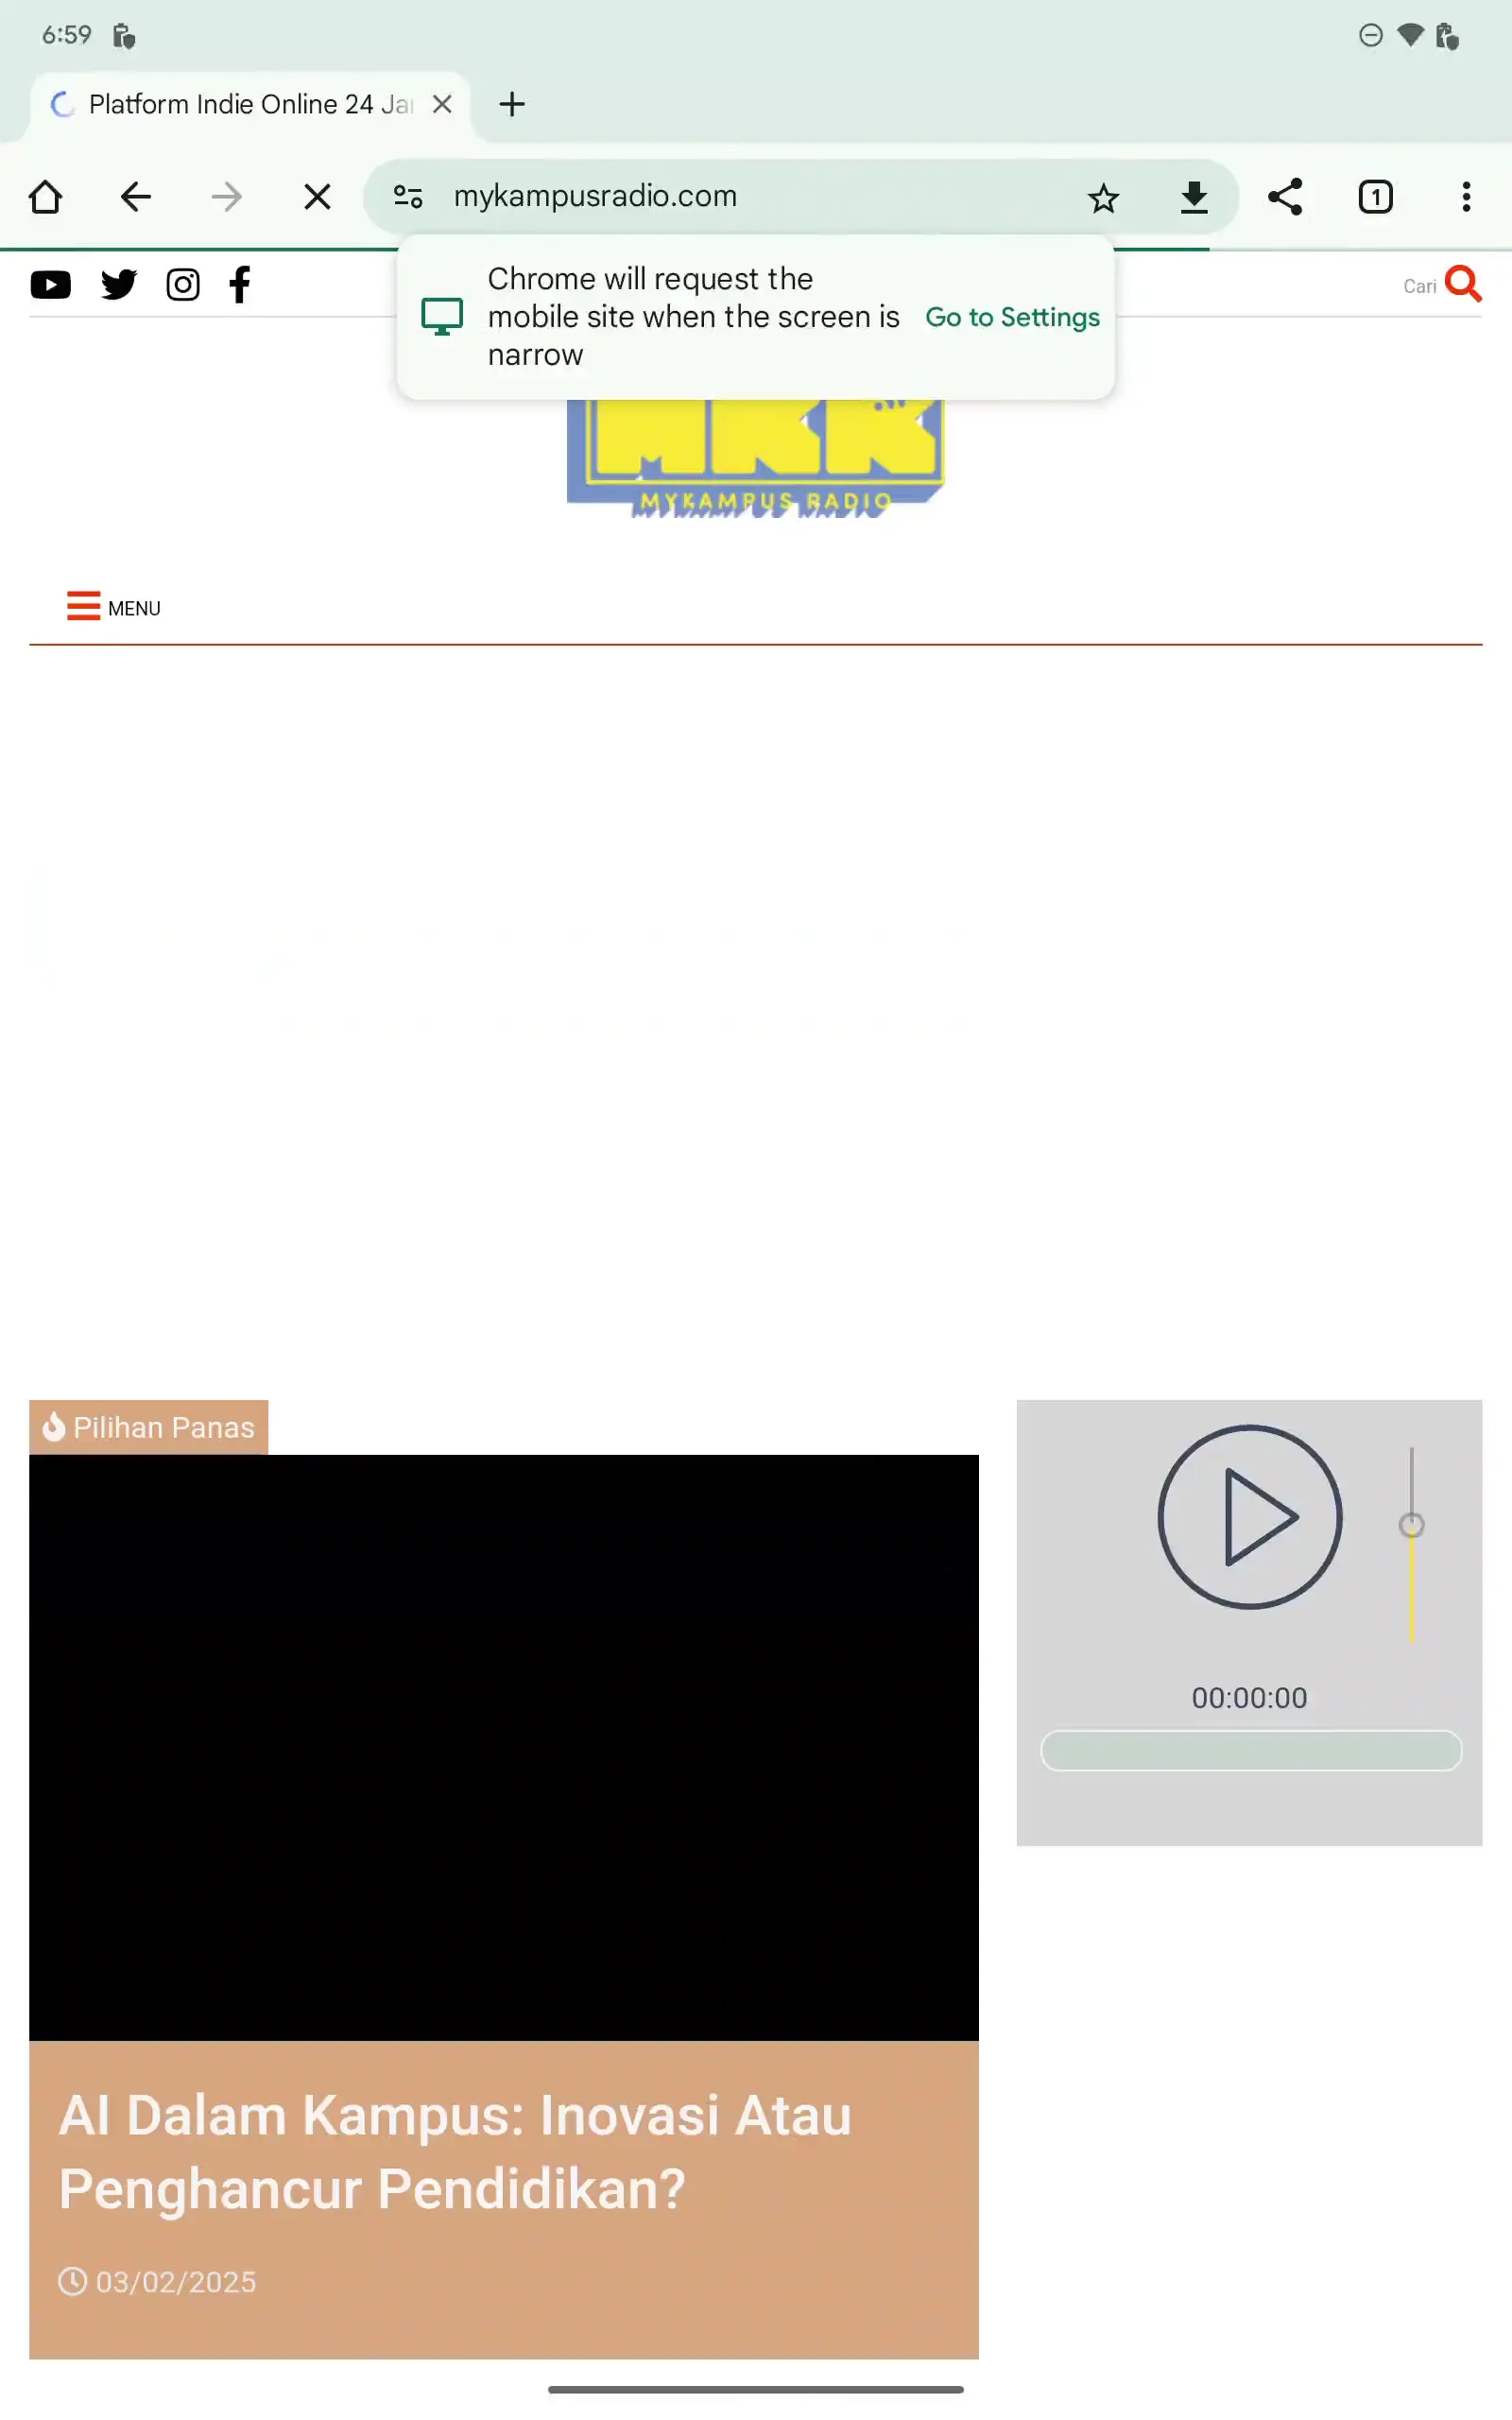 6:59
Platform Indie Online 24 Ja
mykampusradio.com
1
Chrome will request the
mobile site when the screen is
narrow
Go to Settings
Cari
MKR
MYKAMPUS RADIO
MENU
Pilihan Panas
00:00:00
AI Dalam Kampus: Inovasi Atau
Penghancur Pendidikan?
03/02/2025